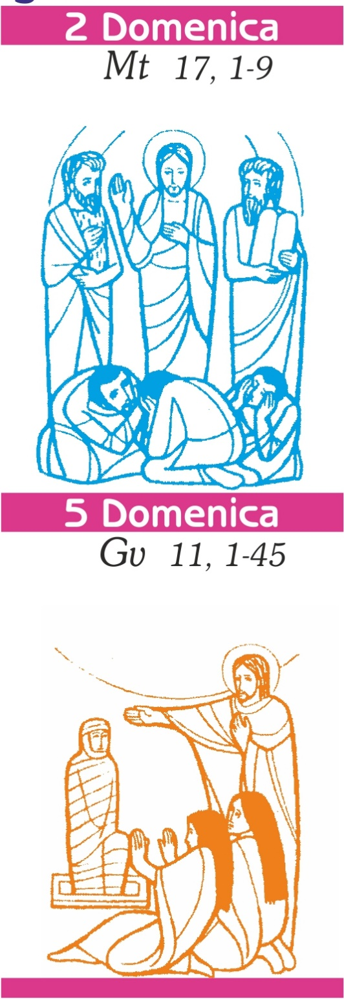 2 Domenica
Mt 17, 1-9
5 Domenica
Gv 11, 1-45